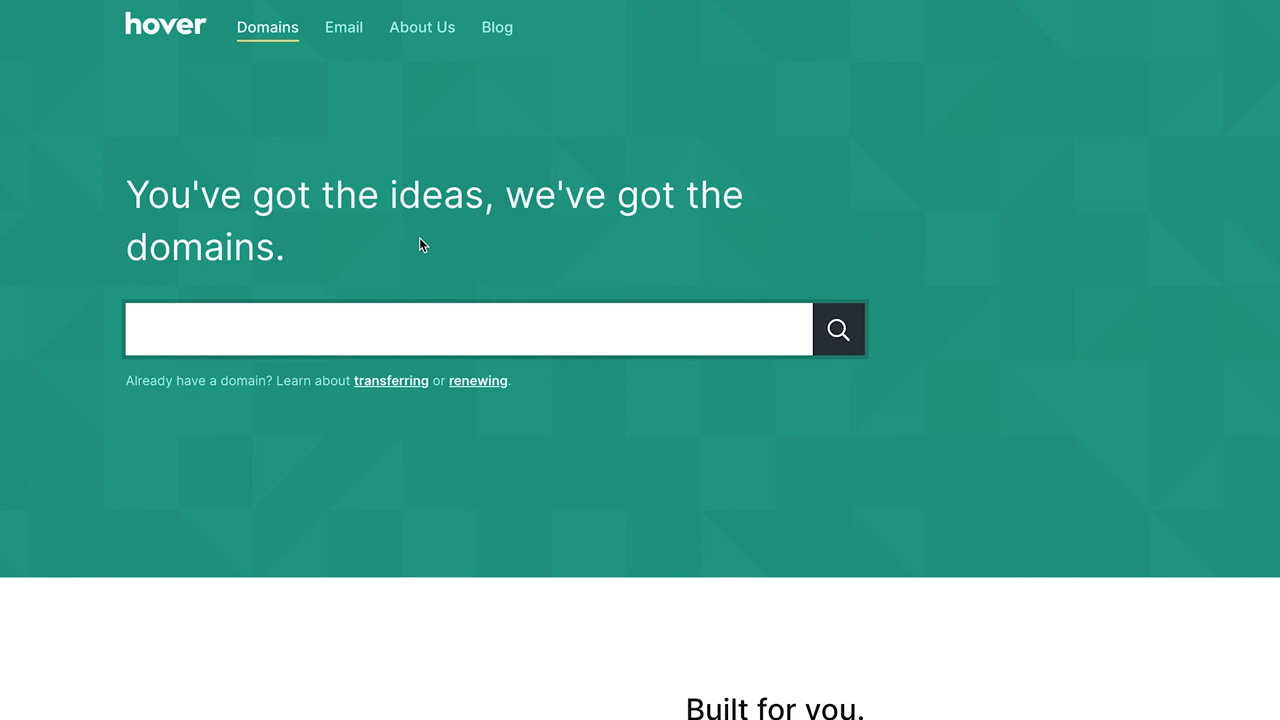 hover Domains Email About Us Blog
You've got the ideas, we've got the
domains.
Already have a domain? Learn about transferring or renewing.
Built for you.